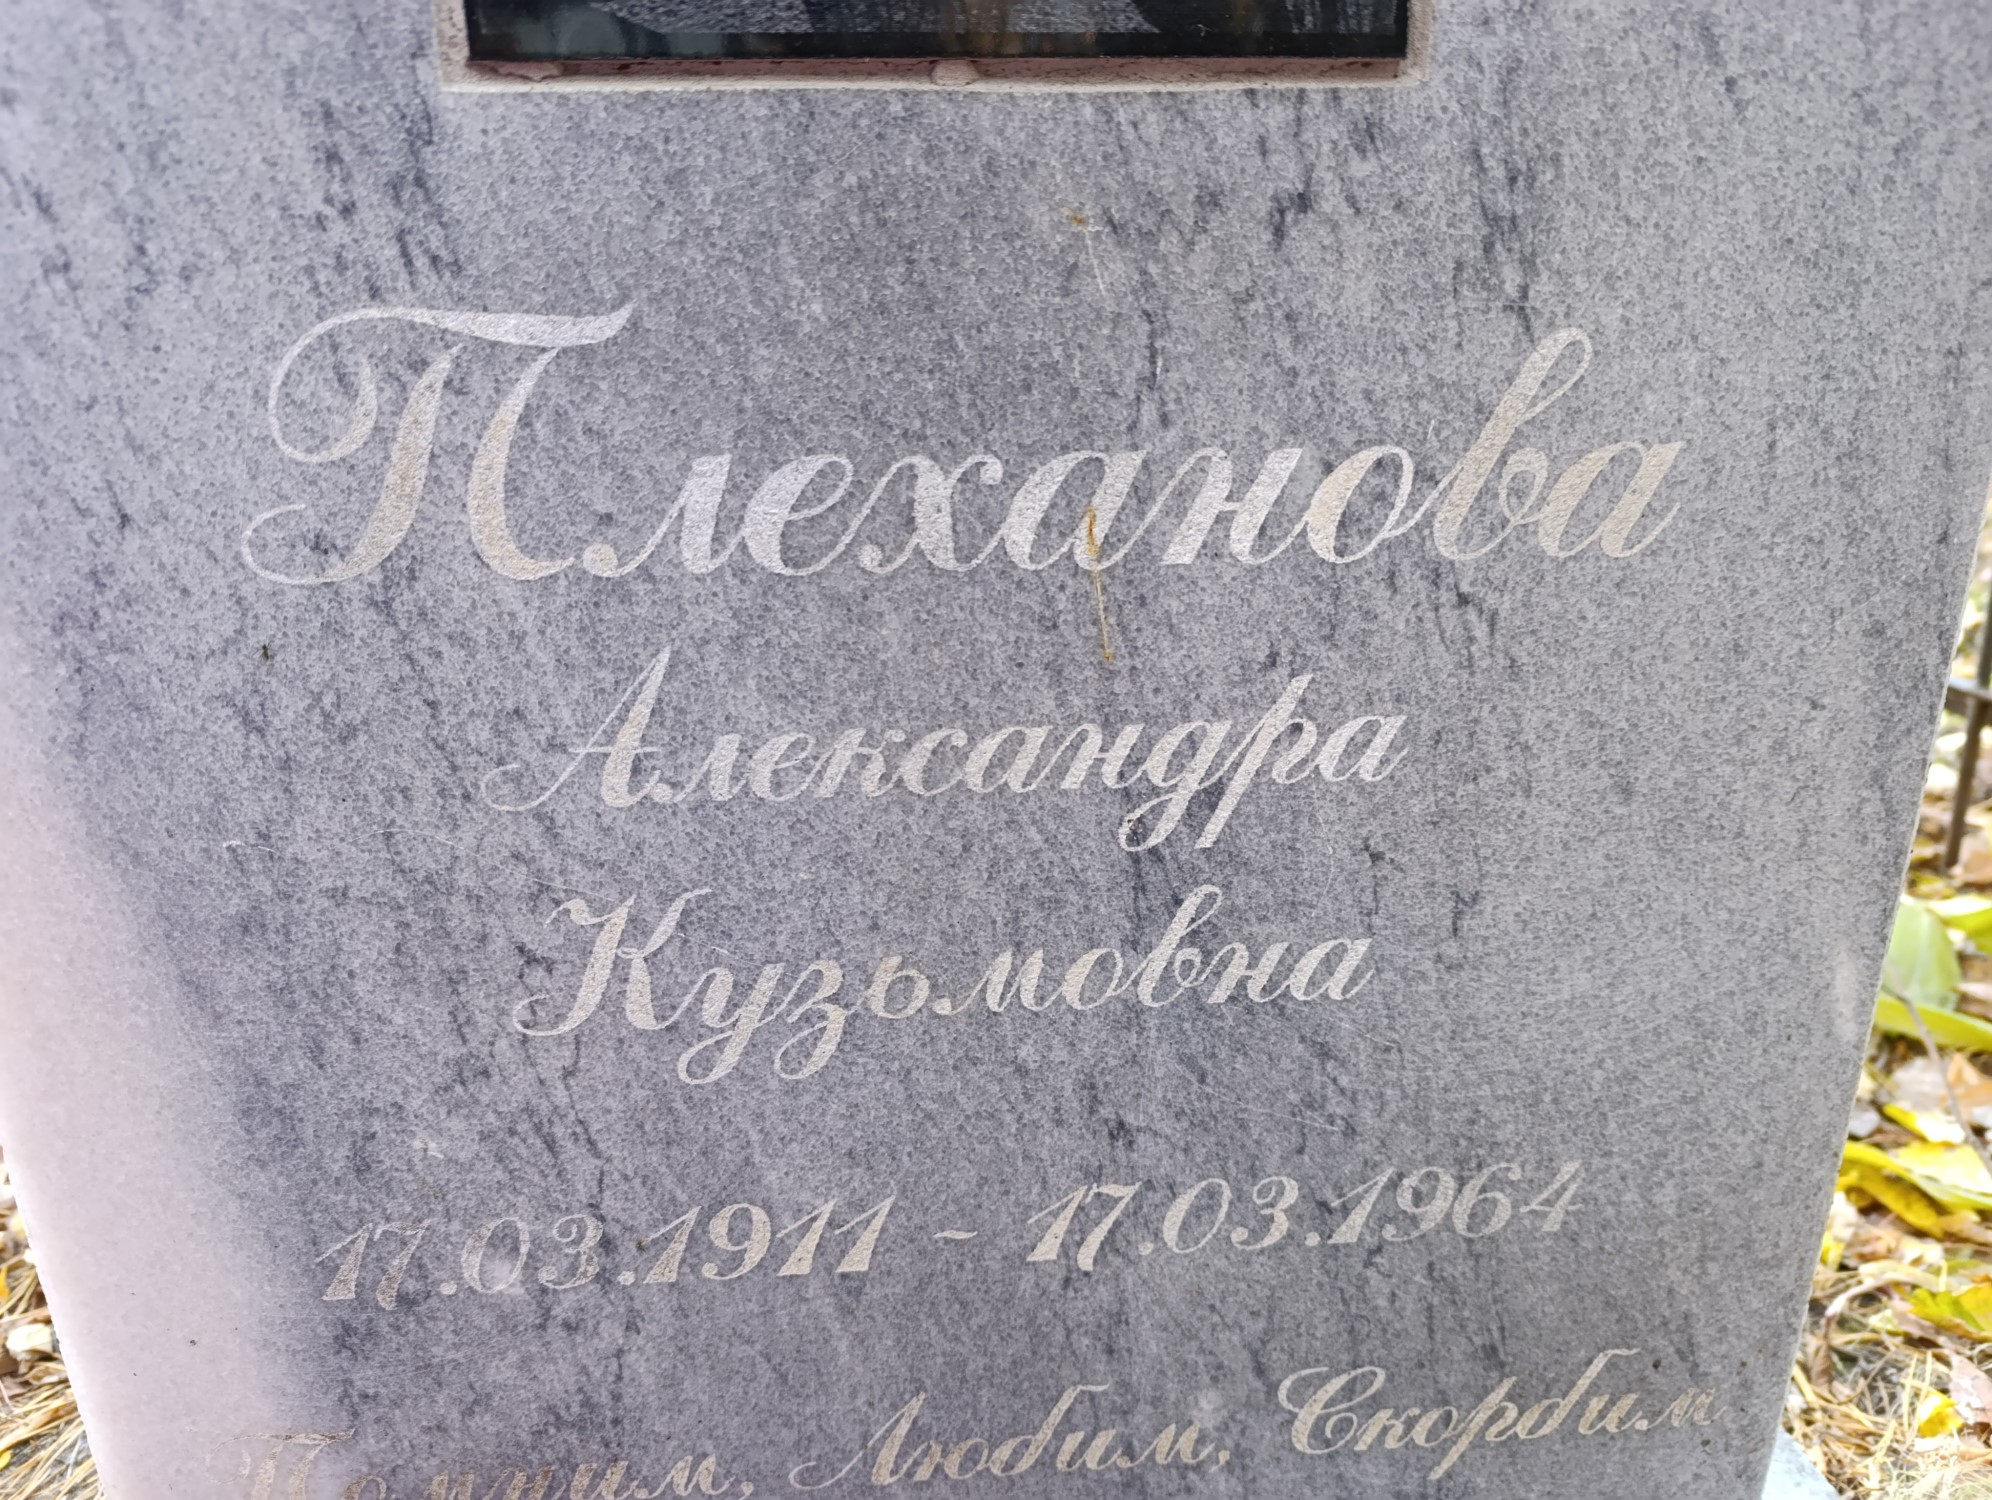 Плеханова
Александра
Кузьмовна
17.03.1911 - 17.03.1964
Помним, Любим, Скорбим